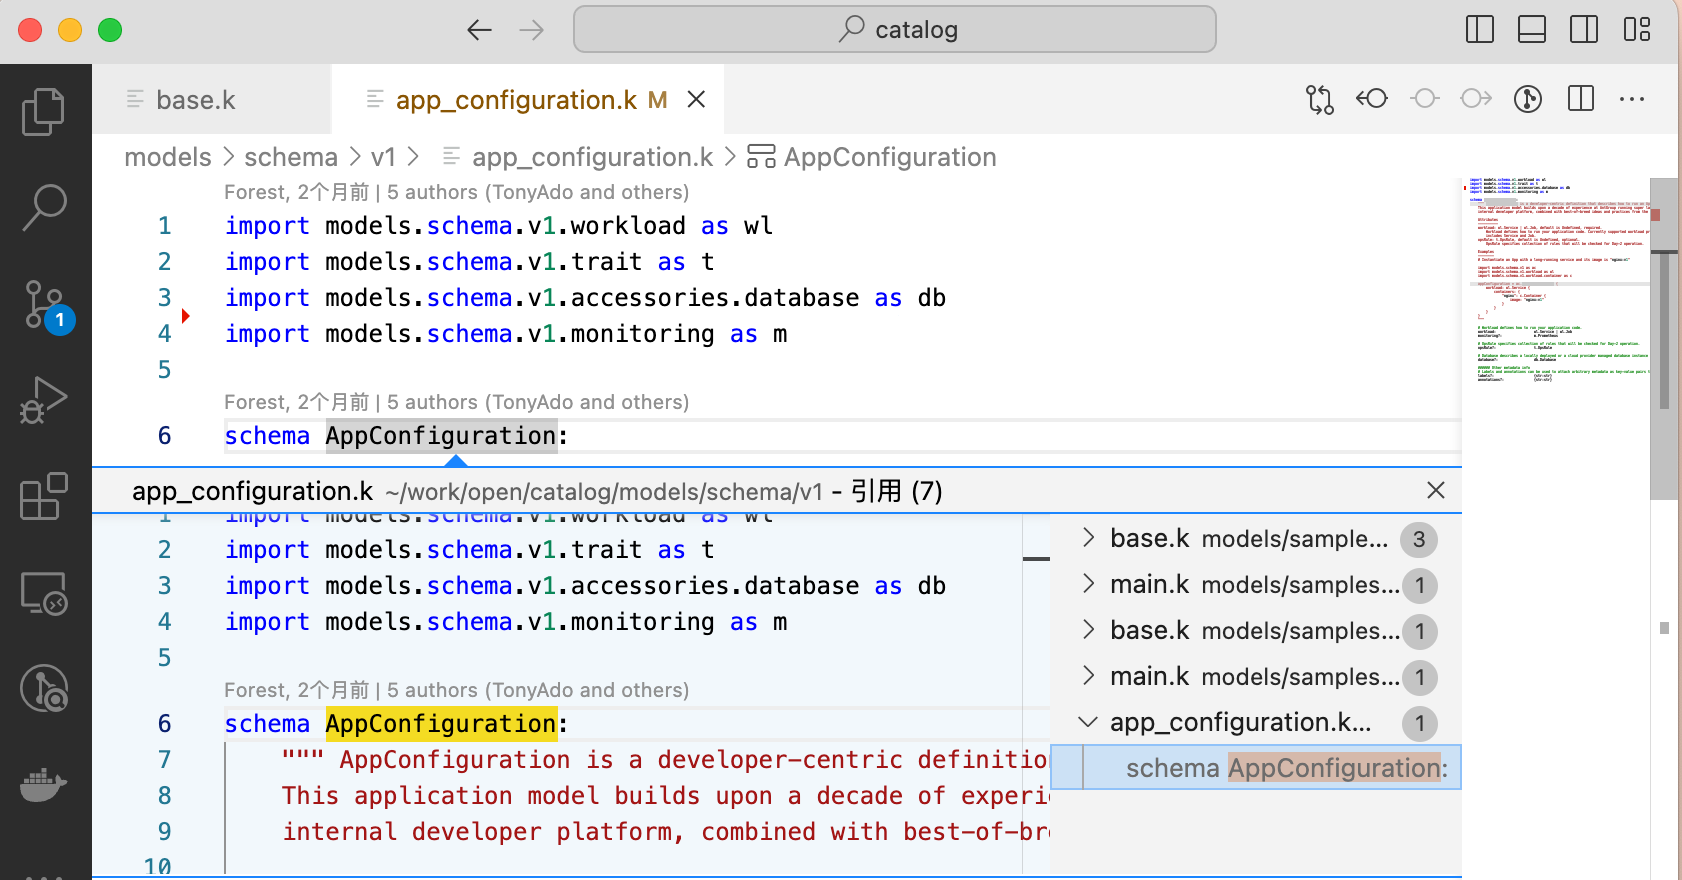 catalog
base.k
app_configuration.k M
models > schema > v1 > app_configuration.k > AppConfiguration
Forest, 2个月前 | 5 authors (TonyAdo and others)
1 import models.schema.v1.workload as wl
2 import models.schema.v1.trait as t
3 import models.schema.v1.accessories.database as db
4 import models.schema.v1.monitoring as m
5
Forest, 2个月前 | 5 authors (TonyAdo and others)
6 schema AppConfiguration:
1
app_configuration.k ~/work/open/catalog/models/schema/v1 - 引用 (7)
1 import models.schema.v1.workload as wl
2 import models.schema.v1.trait as t
3 import models.schema.v1.accessories.database as db
4 import models.schema.v1.monitoring as m
5
Forest, 2个月前 | 5 authors (TonyAdo and others)
6 schema AppConfiguration:
7 """ AppConfiguration is a developer-centric definitio
8 This application model builds upon a decade of experi
9 internal developer platform, combined with best-of-br
10
base.k models/sample... 3
main.k models/samples... 1
base.k models/samples... 1
main.k models/samples... 1
app_configuration.k... 1
schema AppConfiguration: